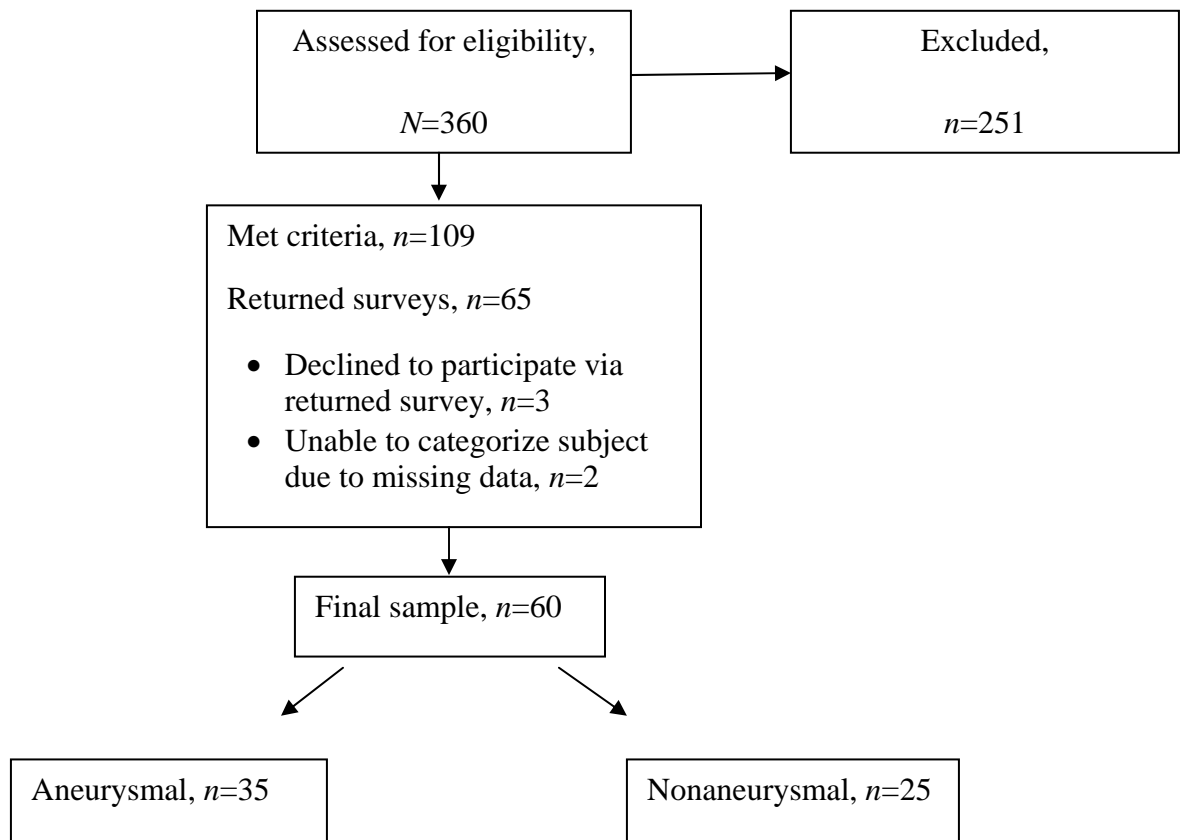 Assessed for eligibility,
N=360
Excluded,
n=251
Met criteria, n=109
Returned surveys, n=65
• Declined to participate via
returned survey, n=3
• Unable to categorize subject
due to missing data, n=2
Final sample, n=60
Aneurysmal, n=35
Nonaneurysmal, n=25